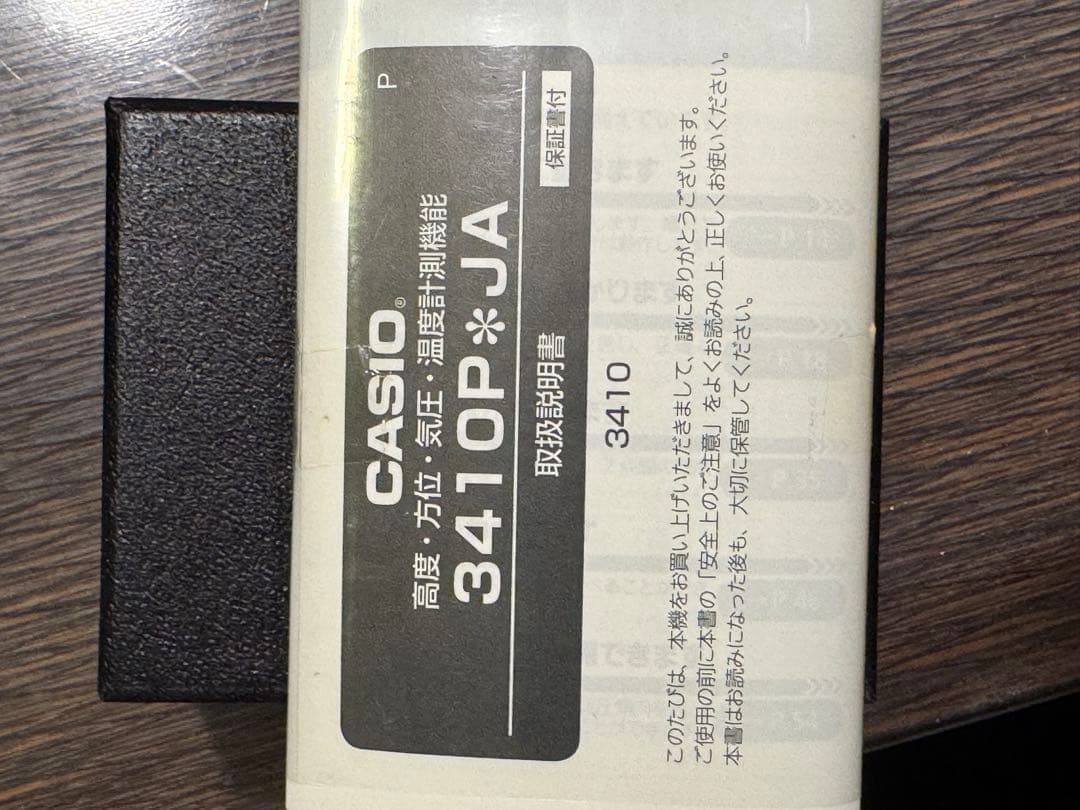 P
CASIO®
高度・方位・気圧・温度計測機能
3410P✻JA
取扱説明書
保証書付
3410
このたびは、本機をお買い上げいただきまして、誠にありがとうございます。
ご使用の前に本書の「安全上のご注意」をよくお読みの上、正しくお使いください。
本書はお読みになった後も、大切に保管してください。